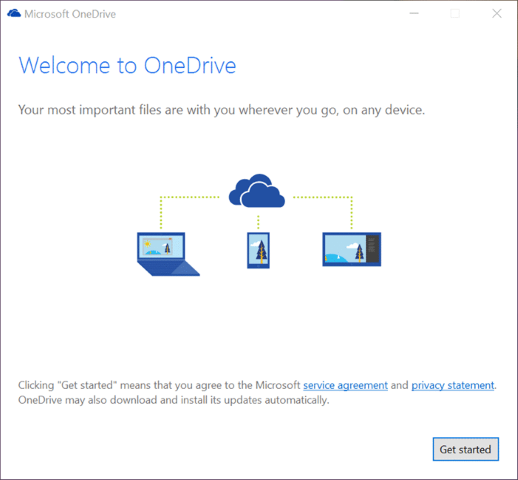 Microsoft OneDrive
Welcome to OneDrive
Your most important files are with you wherever you go, on any device.
Clicking "Get started" means that you agree to the Microsoft service agreement and privacy statement.
OneDrive may also download and install its updates automatically.
Get started